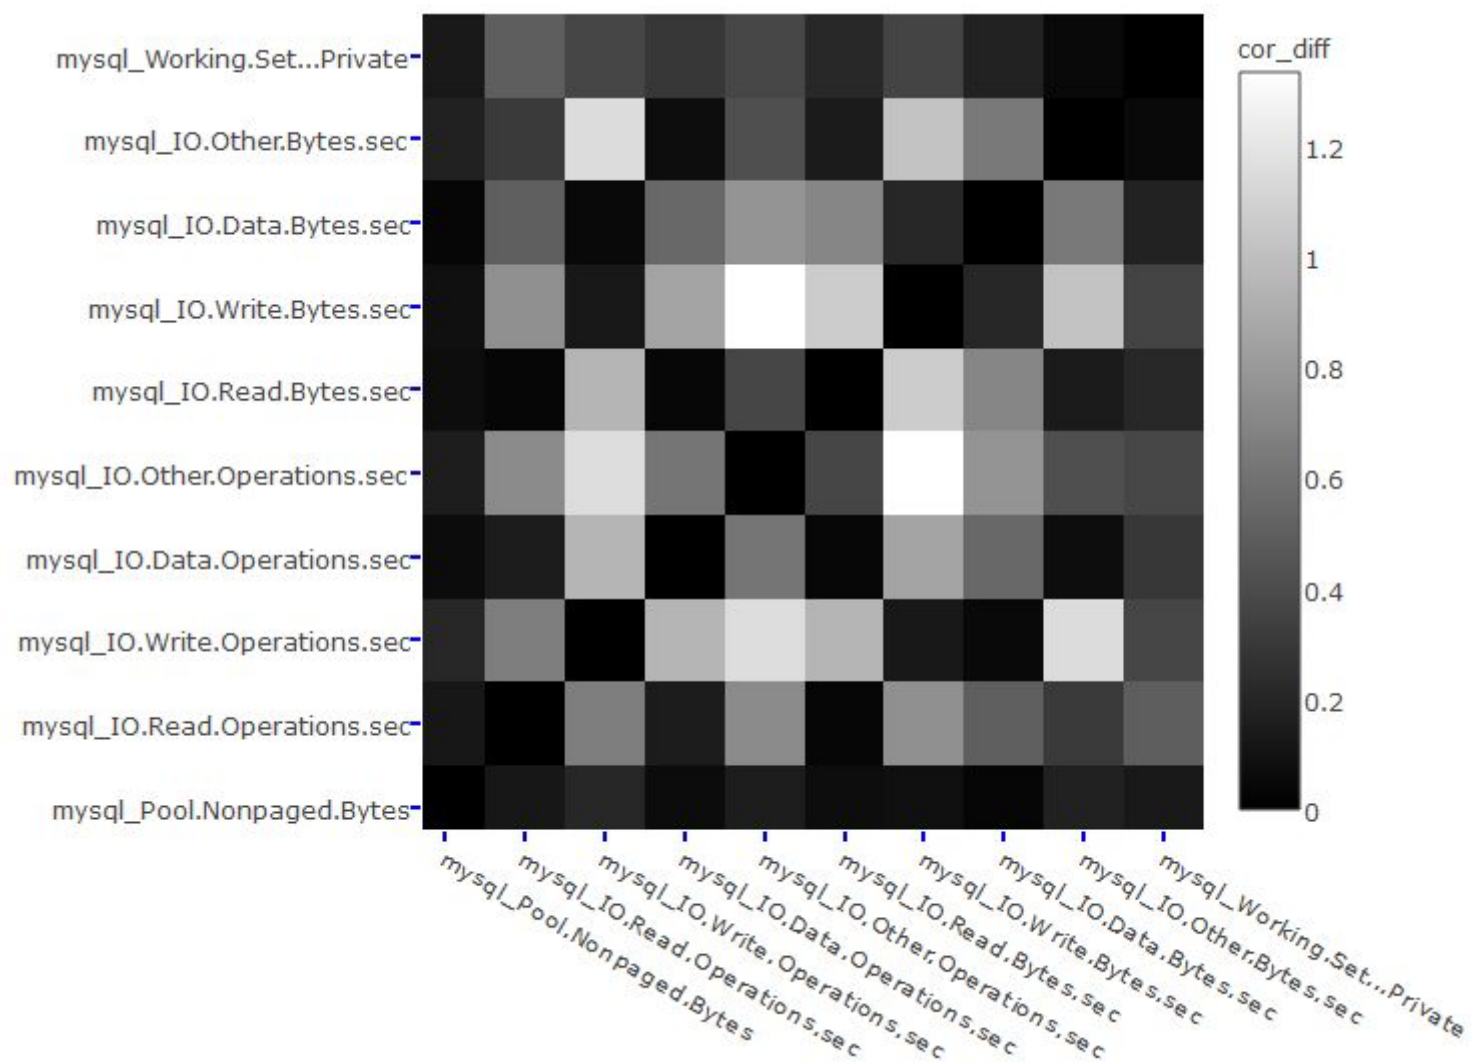 mysql_Working.Set...Private
mysql_IO.Other.Bytes.sec
mysql_IO.Data.Bytes.sec
mysql_IO.Write.Bytes.sec
mysql_IO.Read.Bytes.sec
mysql_IO.Other.Operations.sec
mysql_IO.Data.Operations.sec
mysql_IO.Write.Operations.sec
mysql_IO.Read.Operations.sec
mysql_Pool.Nonpaged.Bytes
mysql_Pool.Nonpaged.Bytes
mysql_IO.Read.Operations.sec
mysql_IO.Write.Operations.sec
mysql_IO.Data.Operations.sec
mysql_IO.Other.Operations.sec
mysql_IO.Read.Bytes.sec
mysql_IO.Write.Bytes.sec
mysql_IO.Data.Bytes.sec
mysql_IO.Other.Bytes.sec
mysql_Working.Set...Private
cor_diff
1.2
1
0.8
0.6
0.4
0.2
0